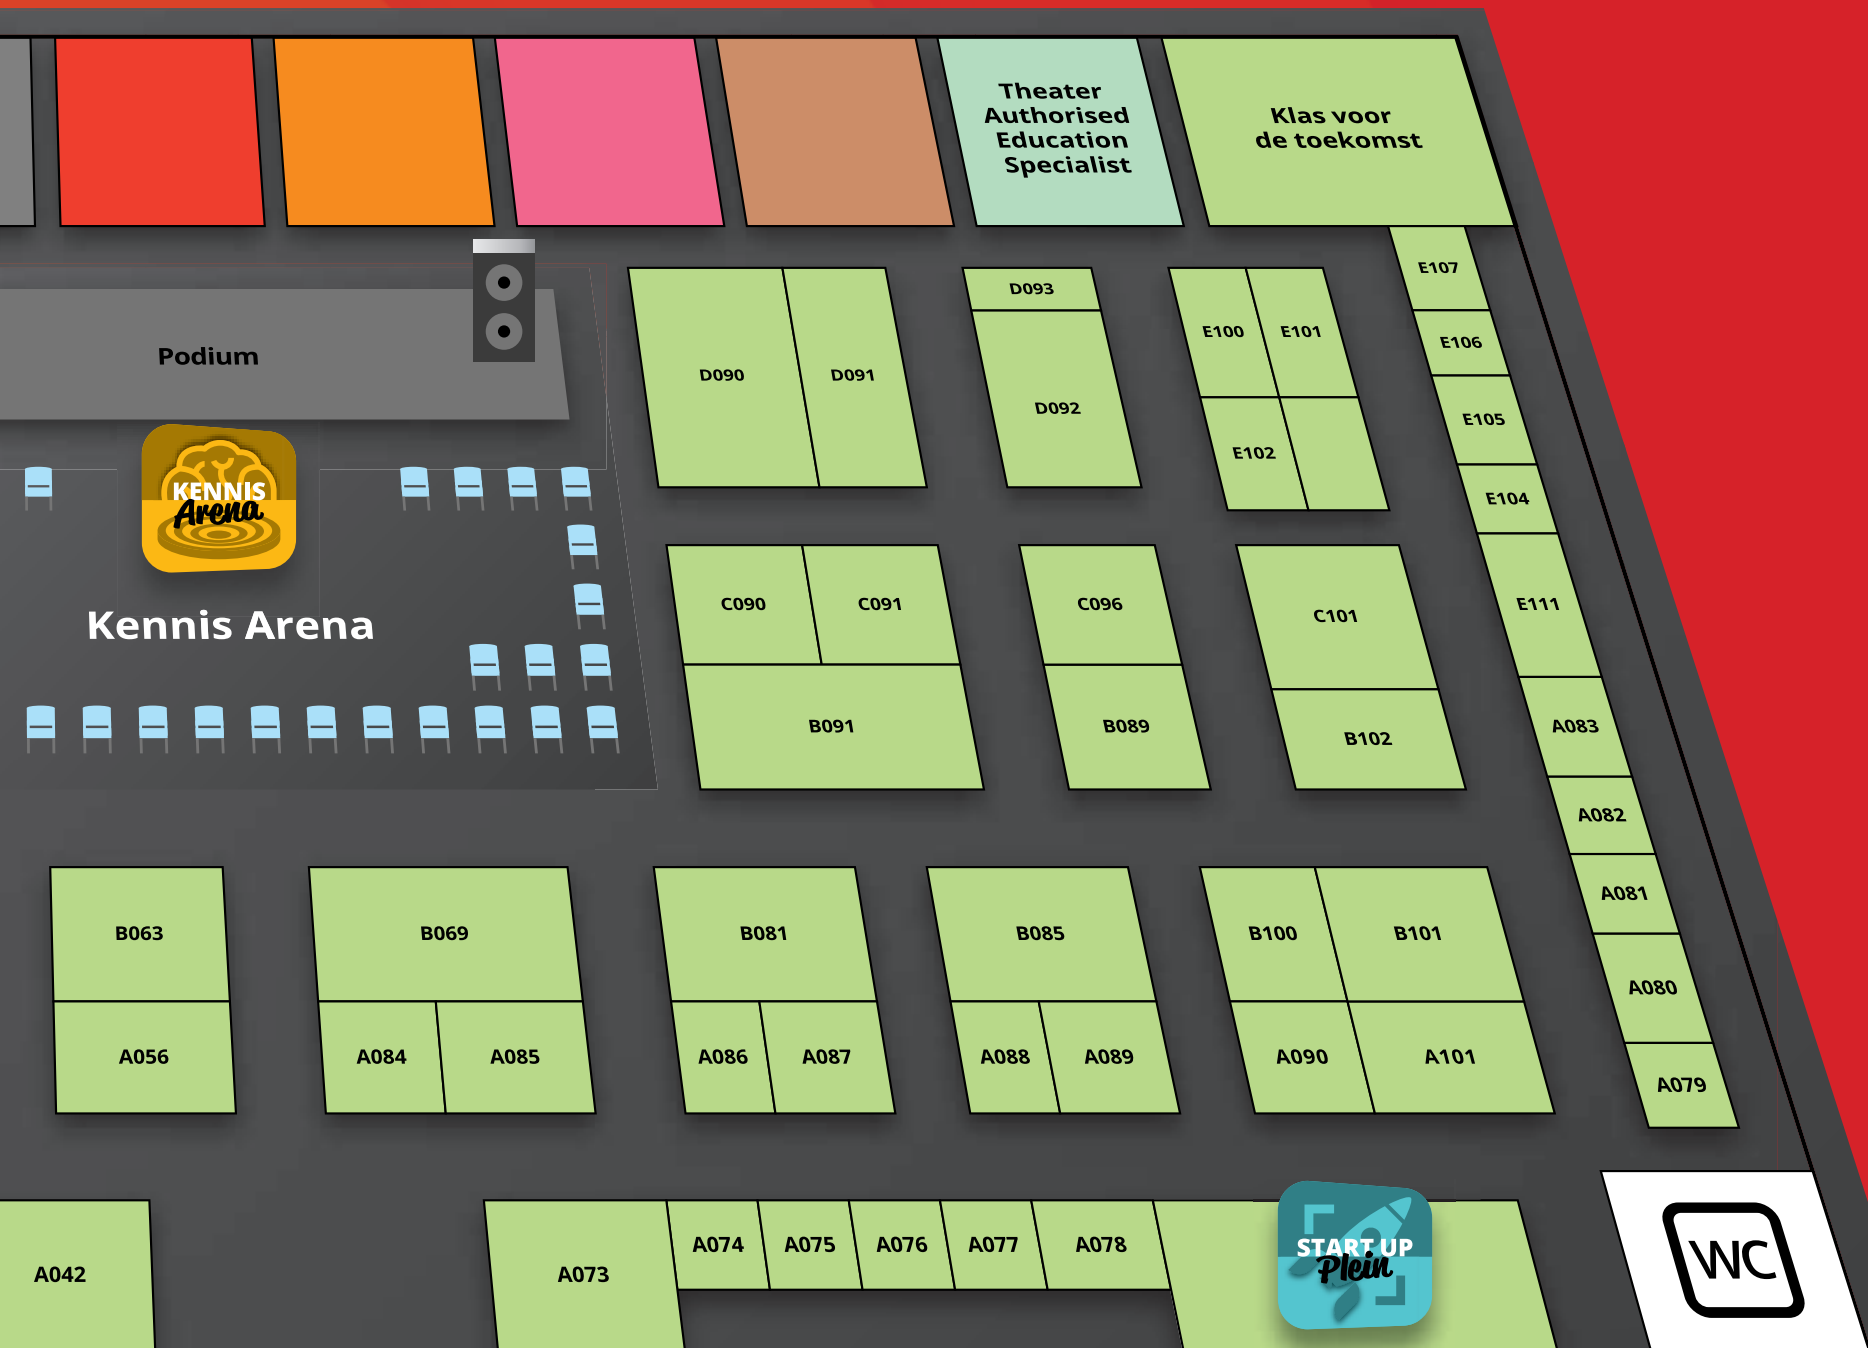 Theater
Authorised
Education
Specialist
Klas voor
de toekomst
E107
D093
E100
E101
E106
Podium
D090
D091
D092
E105
E102
KENNIS
Arena
E104
C090
C091
C096
C101
E111
Kennis Arena
B091
B089
B102
A083
A082
A081
B063
B069
B081
B085
B100
B101
A080
A056
A084
A085
A086
A087
A088
A089
A090
A101
A079
A042
A073
A074
A075
A076
A077
A078
START UP
Plein
WC